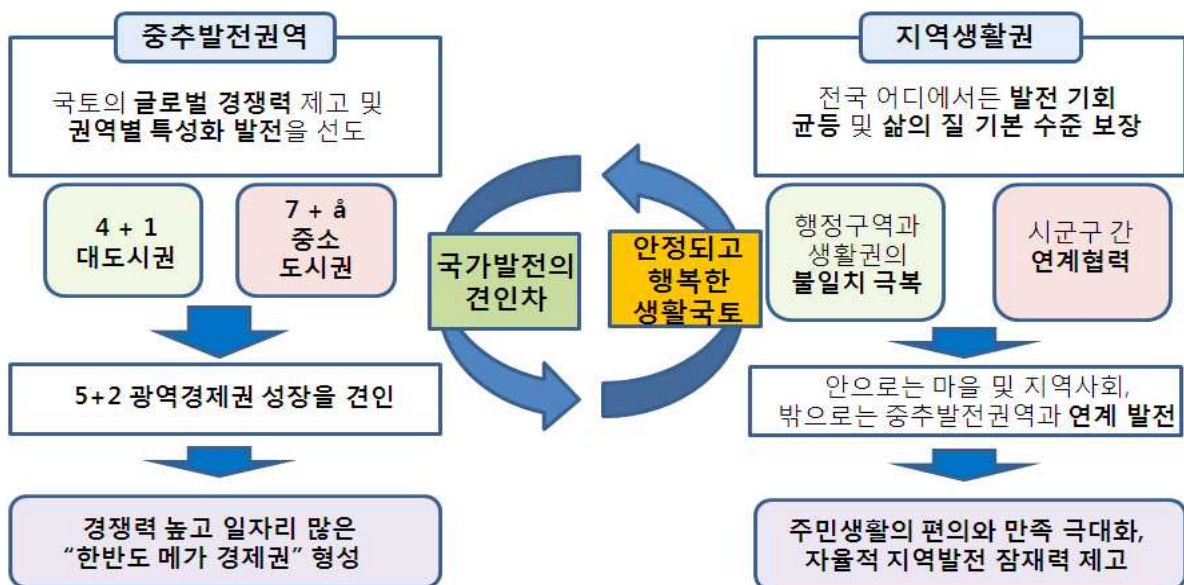 중추발전권역
국토의 글로벌 경쟁력 제고 및
권역별 특성화 발전을 선도
4 + 1
대도시권
7 + å
중소
도시권
5+2 광역경제권 성장을 견인
경쟁력 높고 일자리 많은
“한반도 메가 경제권” 형성
국가발전의
견인차
안정되고
행복한
생활국토
지역생활권
전국 어디에서든 발전 기회
균등 및 삶의 질 기본 수준 보장
행정구역과
생활권의
불일치 극복
시군구 간
연계협력
안으로는 마을 및 지역사회,
밖으로는 중추발전권역과 연계 발전
주민생활의 편의와 만족 극대화,
자율적 지역발전 잠재력 제고